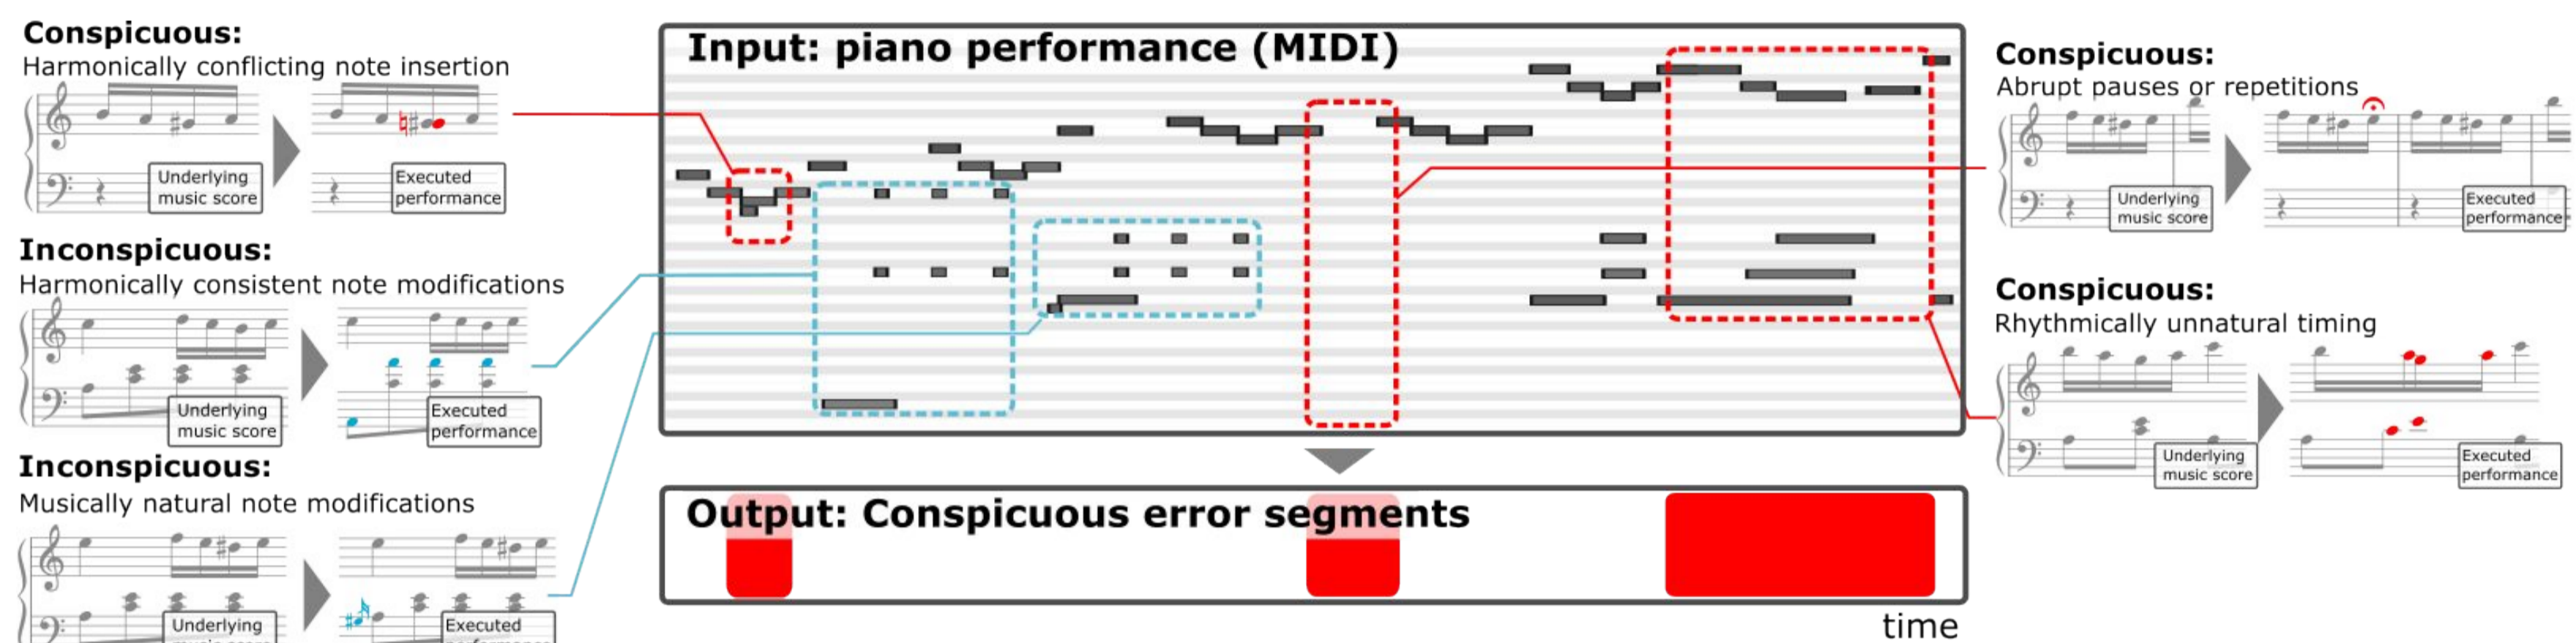 Conspicuous:
Harmonically conflicting note insertion
Underlying
music score
Executed
performance
Inconspicuous:
Harmonically consistent note modifications
Underlying
music score
Executed
performance
Inconspicuous:
Musically natural note modifications
Underlying
Executed
Input: piano performance (MIDI)
Output: Conspicuous error segments
time
Conspicuous:
Abrupt pauses or repetitions
Underlying
music score
Executed
performance
Conspicuous:
Rhythmically unnatural timing
Underlying
music score
Executed
performance